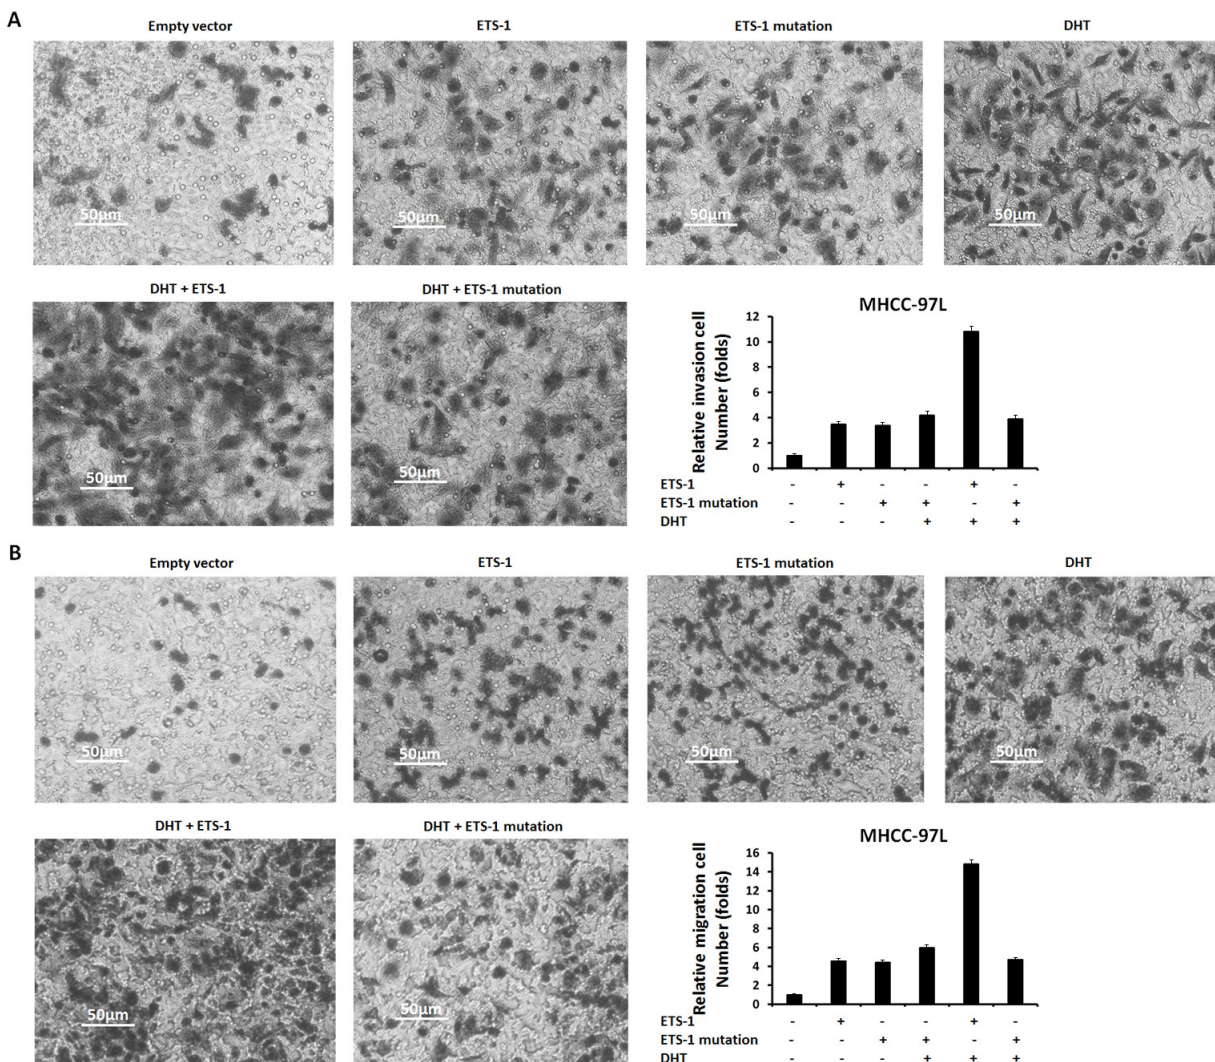 A
Empty vector
ETS-1
ETS-1 mutation
DHT
50µm
50µm
50µm
50µm
DHT + ETS-1
DHT + ETS-1 mutation
50µm
50µm
MHCC-97L
Relative invasion cell
Number (folds)
12
10
8
6
4
2
0
ETS-1 - + - - + -
ETS-1 mutation - - + + - +
DHT - - - + + +
B
Empty vector
ETS-1
ETS-1 mutation
DHT
50µm
50µm
50µm
50µm
DHT + ETS-1
DHT + ETS-1 mutation
50µm
50µm
MHCC-97L
Relative migration cell
Number (folds)
16
14
12
10
8
6
4
2
0
ETS-1 - + - - + -
ETS-1 mutation - - + + - +
DHT - - - + + +